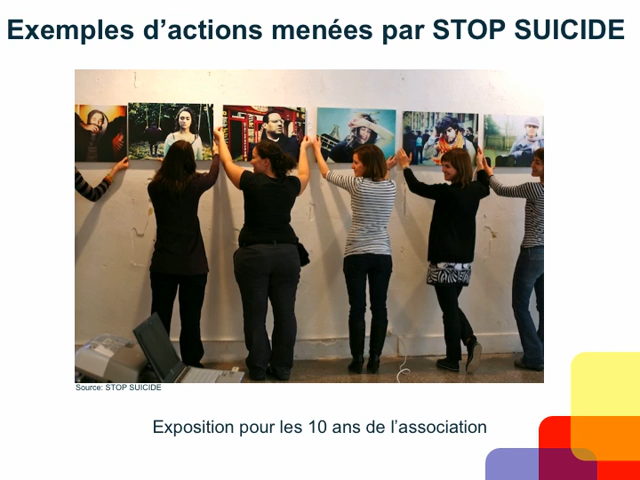 Exemples d’actions menées par STOP SUICIDE
Source: STOP SUICIDE
Exposition pour les 10 ans de l’association